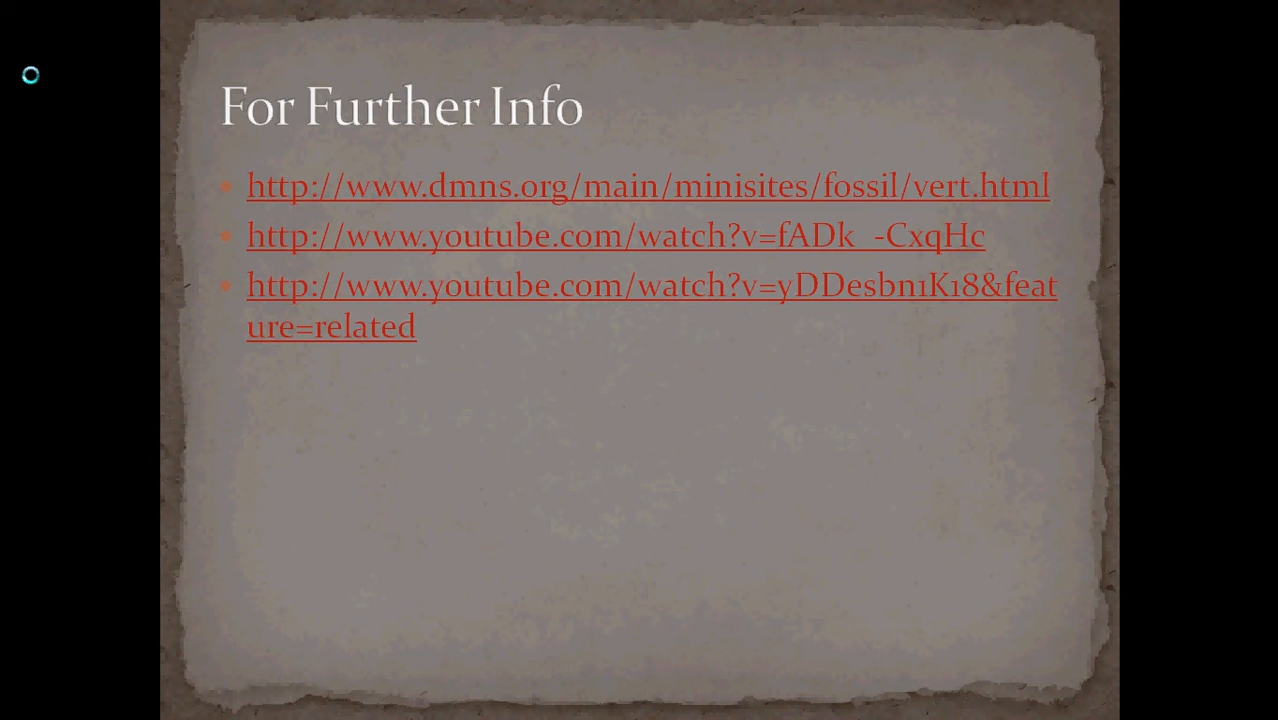 For Further Info
http://www.dmns.org/main/minisites/fossil/vert.html
http://www.youtube.com/watch?v=fADk_-CxqHc
http://www.youtube.com/watch?v=yDDesbn1K18&feat
ure=related